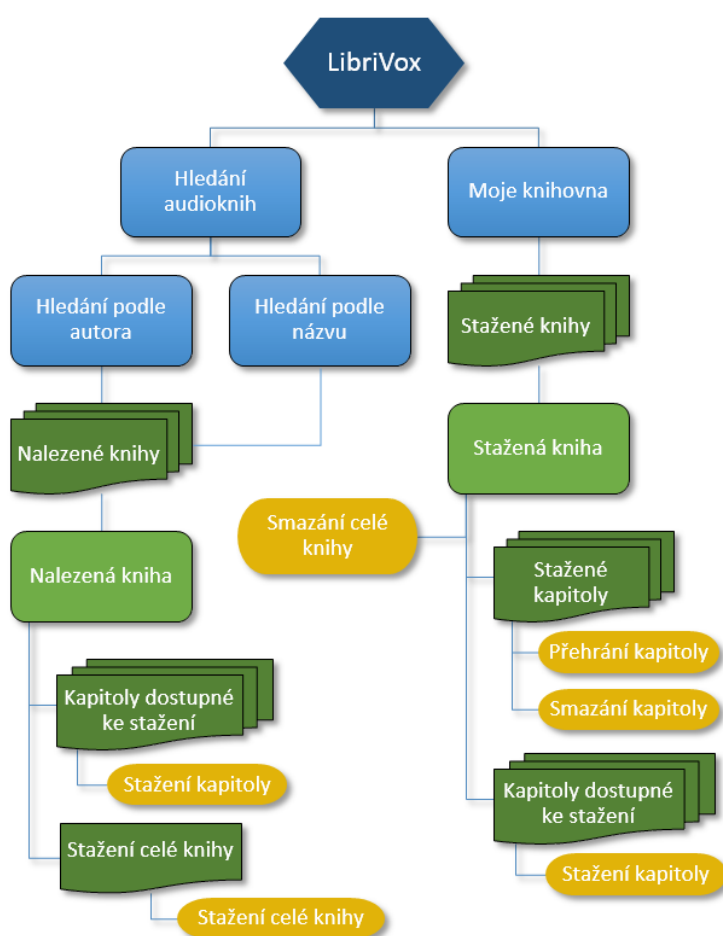 LibriVox
Hledání
audioknih
Moje knihovna
Hledání podle
autora
Hledání podle
názvu
Stažené knihy
Nalezené knihy
Stažená kniha
Smazání celé
knihy
Nalezená kniha
Stažené
kapitoly
Přehrání kapitoly
Smazání kapitoly
Kapitoly dostupné
ke stažení
Stažení kapitoly
Kapitoly dostupné
ke stažení
Stažení celé knihy
Stažení kapitoly
Stažení celé knihy